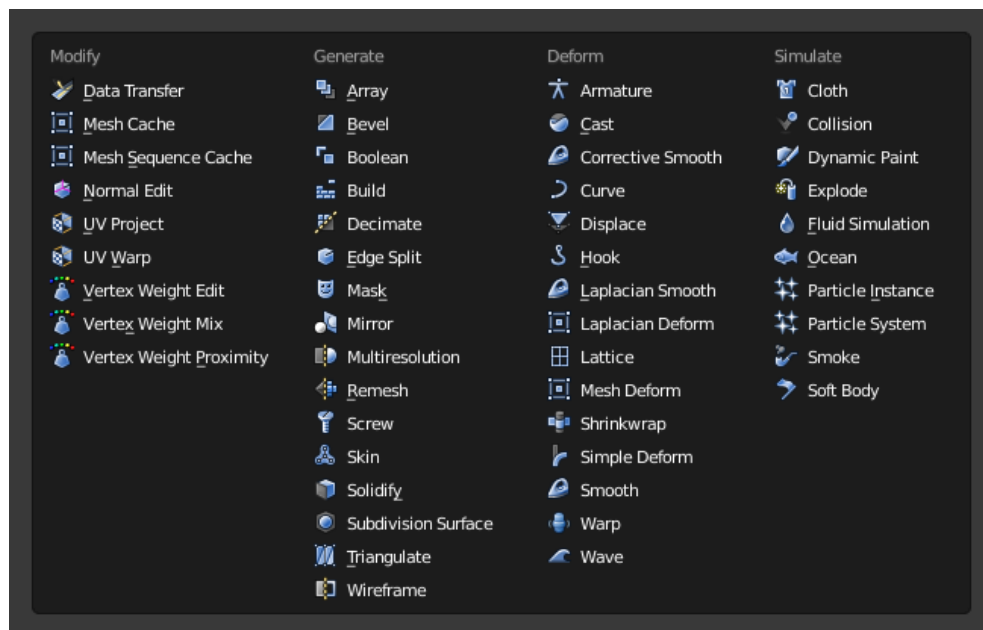 Modify
Data Transfer
Mesh Cache
Mesh Sequence Cache
Normal Edit
UV Project
UV Warp
Vertex Weight Edit
Vertex Weight Mix
Vertex Weight Proximity
Generate
Array
Bevel
Boolean
Build
Decimate
Edge Split
Mask
Mirror
Multiresolution
Remesh
Screw
Skin
Solidify
Subdivision Surface
Triangulate
Wireframe
Deform
Armature
Cast
Corrective Smooth
Curve
Displace
Hook
Laplacian Smooth
Laplacian Deform
Lattice
Mesh Deform
Shrinkwrap
Simple Deform
Smooth
Warp
Wave
Simulate
Cloth
Collision
Dynamic Paint
Explode
Fluid Simulation
Ocean
Particle Instance
Particle System
Smoke
Soft Body